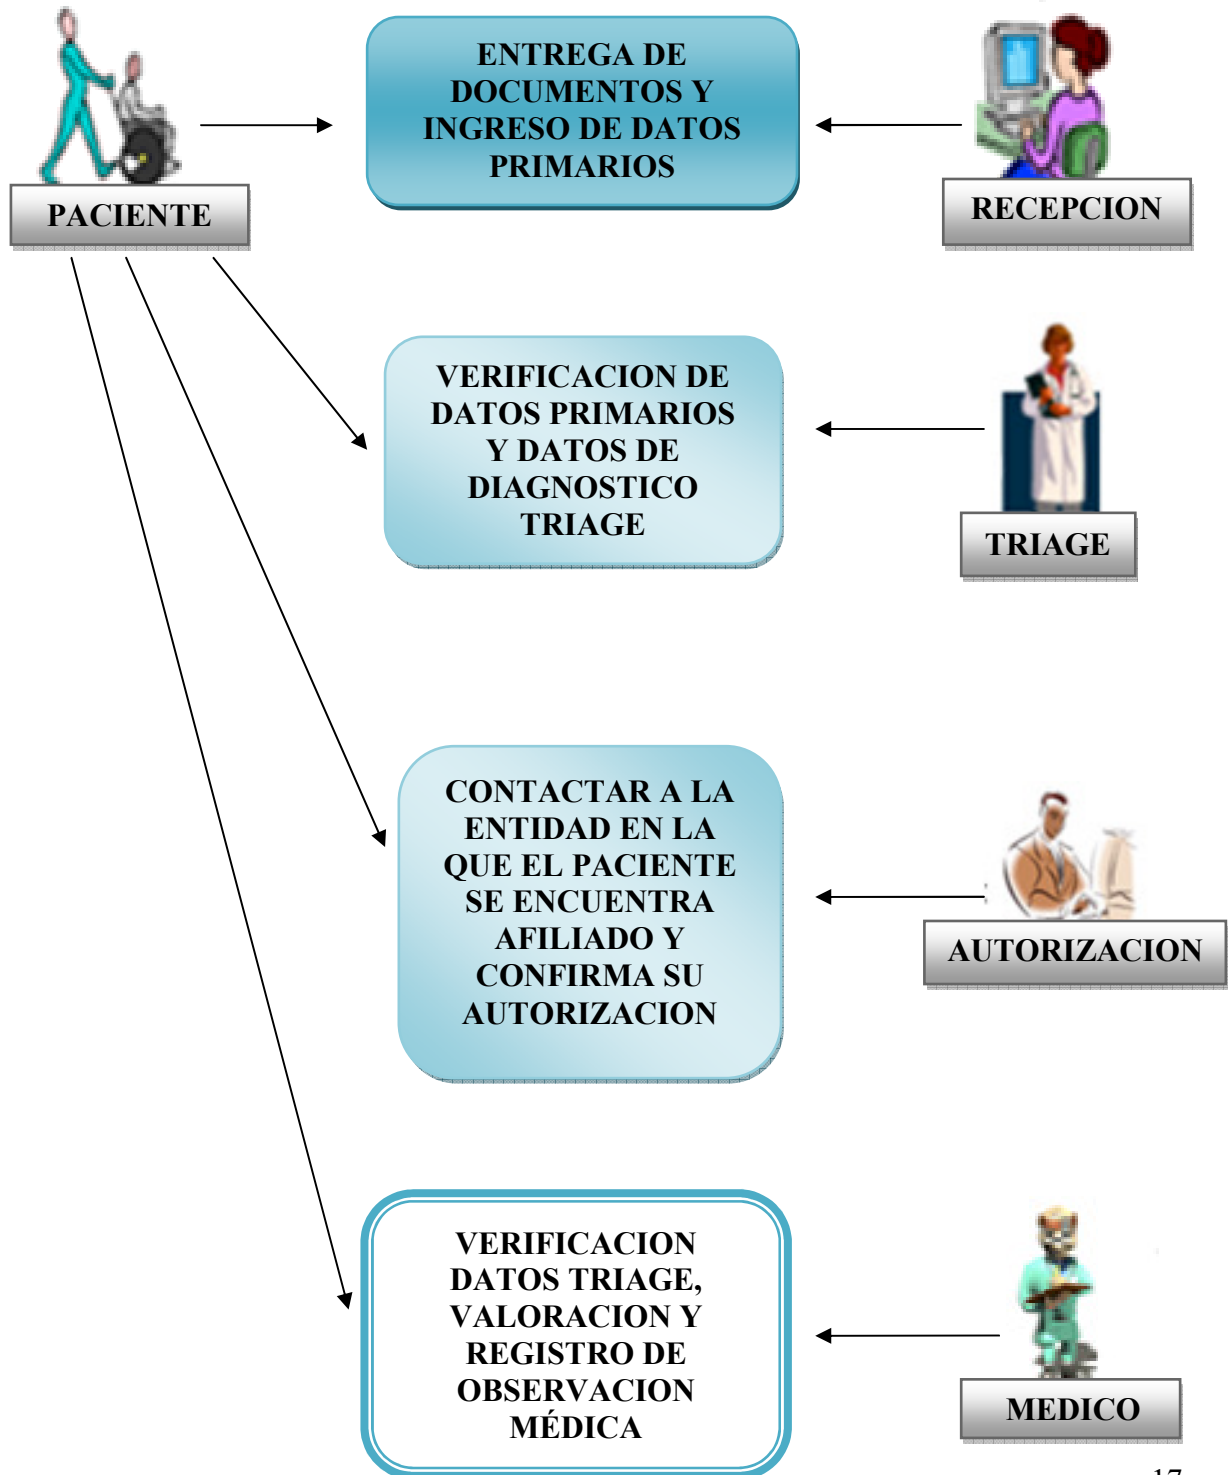 ENTREGA DE
DOCUMENTOS Y
INGRESO DE DATOS
PRIMARIOS
PACIENTE
RECEPCION
VERIFICACION DE
DATOS PRIMARIOS
Y DATOS DE
DIAGNOSTICO
TRIAGE
TRIAGE
CONTACTAR A LA
ENTIDAD EN LA
QUE EL PACIENTE
SE ENCUENTRA
AFILIADO Y
CONFIRMA SU
AUTORIZACION
AUTORIZACION
VERIFICACION
DATOS TRIAGE,
VALORACION Y
REGISTRO DE
OBSERVACION
MÉDICA
MEDICO
17